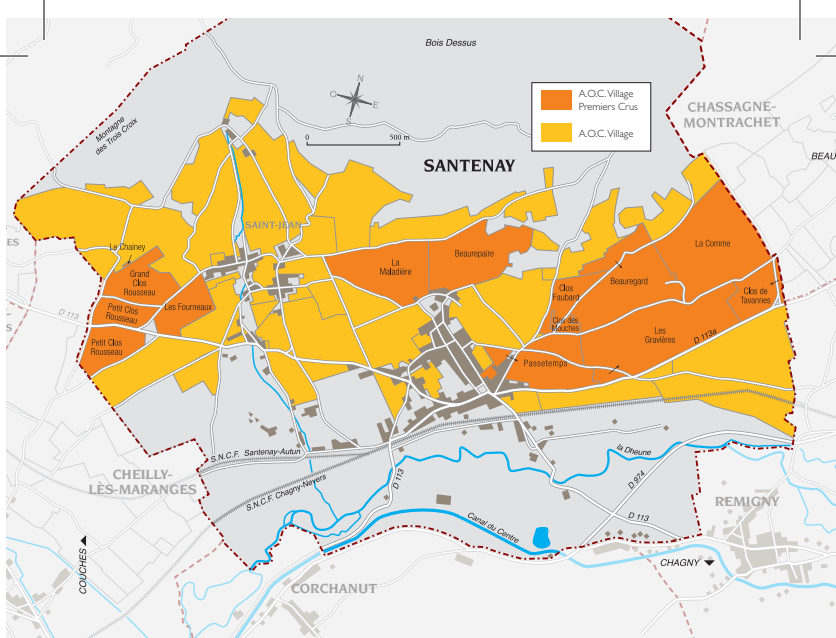 Bois Dessus
N
O
E
S
0
500 m
A.O.C. Village
Premiers Crus
A.O.C. Village
CHASSAGNE-
MONTRACHET
BEAU
Montagne
des Trois Croix
SANTENAY
SAINT-JEAN
ES
S
Le Chainey
Grand
Clos
Rousseau
Petit Clos
Rousseau
Les Fourneaux
Petit Clos
Rousseau
D 113
La
Maladière
Beaurepaire
La Comme
Beauregard
Clos
Faubard
Clos des
Mouches
Clos de
Tavannes
Les
Gravières
D 113a
Passetemps
S.N.C.F. Santenay-Autun
S.N.C.F. Chagny-Nevers
D 113
la Dheune
D 974
D 113
Canal du Centre
CHEILLY-
LÈS-MARANGES
REMIGNY
COUCHES
CHAGNY
CORCHANUT